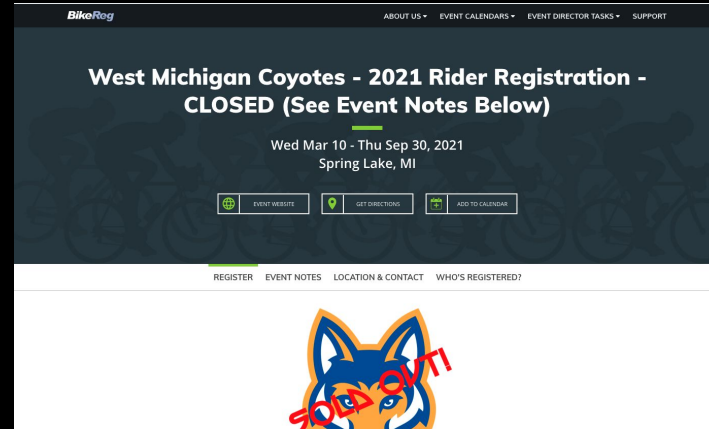 BikeReg
ABOUT US EVENT CALENDARS EVENT DIRECTOR TASKS SUPPORT
West Michigan Coyotes - 2021 Rider Registration -
CLOSED (See Event Notes Below)
Wed Mar 10 - Thu Sep 30, 2021
Spring Lake, MI
EVENT WEBSITE GET DIRECTIONS ADD TO CALENDAR
REGISTER EVENT NOTES LOCATION & CONTACT WHO'S REGISTERED?
SOLD OUT!